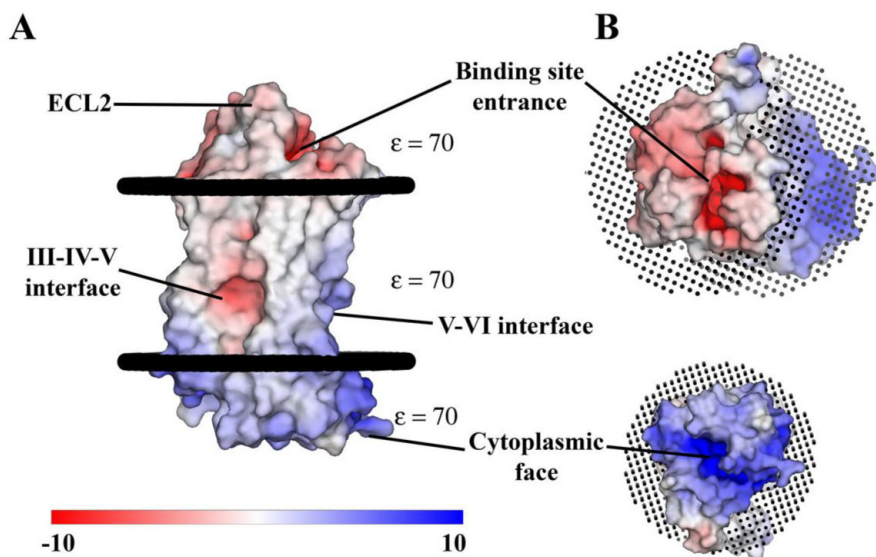 A
B
ECL2
Binding site
entrance
ε = 70
III-IV-V
interface
ε = 70
V-VI interface
ε = 70
Cytoplasmic
face
-10
10